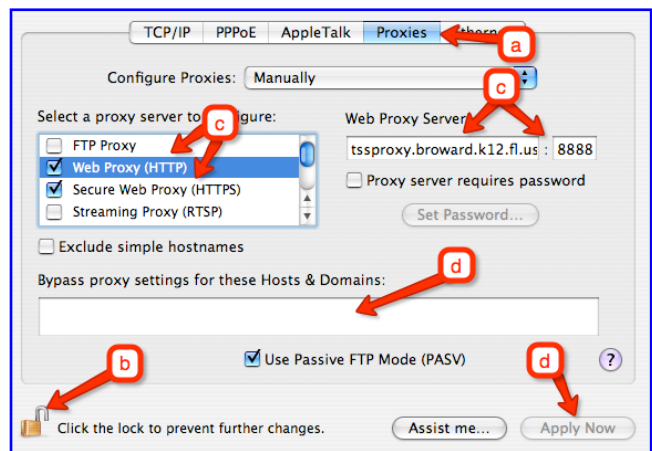 TCP/IP PPPoE AppleTalk Proxies
a
Configure Proxies: Manually
c
Select a proxy server to configure:
c
Web Proxy Server
FTP Proxy
Web Proxy (HTTP)
Secure Web Proxy (HTTPS)
Streaming Proxy (RTSP)
tssproxy.broward.k12.fl.us : 8888
Proxy server requires password
Set Password...
Exclude simple hostnames
Bypass proxy settings for these Hosts & Domains:
d
b
Use Passive FTP Mode (PASV)
d
?
Click the lock to prevent further changes.
Assist me...
Apply Now